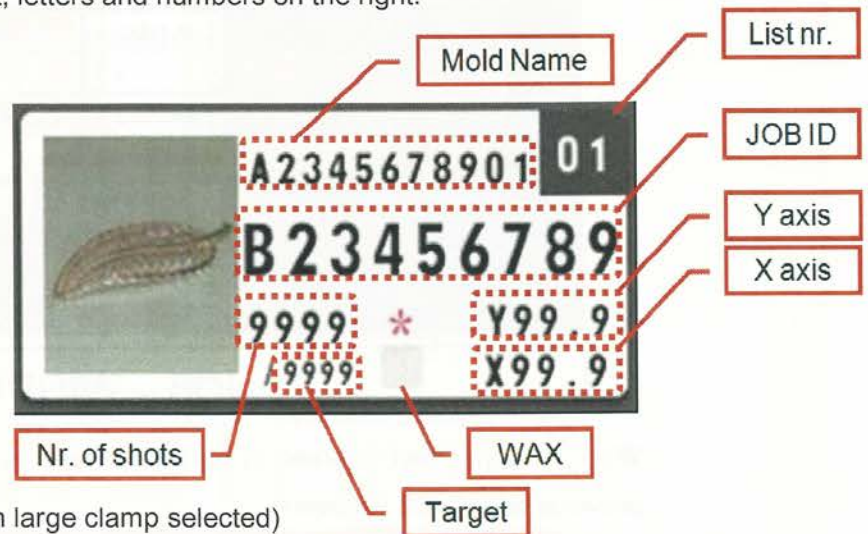 , letters and numbers on the right.
List nr.
Mold Name
JOB ID
A2345678901
01
Y axis
B23456789
X axis
9999
*
Y99.9
/9999
X99.9
Nr. of shots
WAX
Target
large clamp selected)